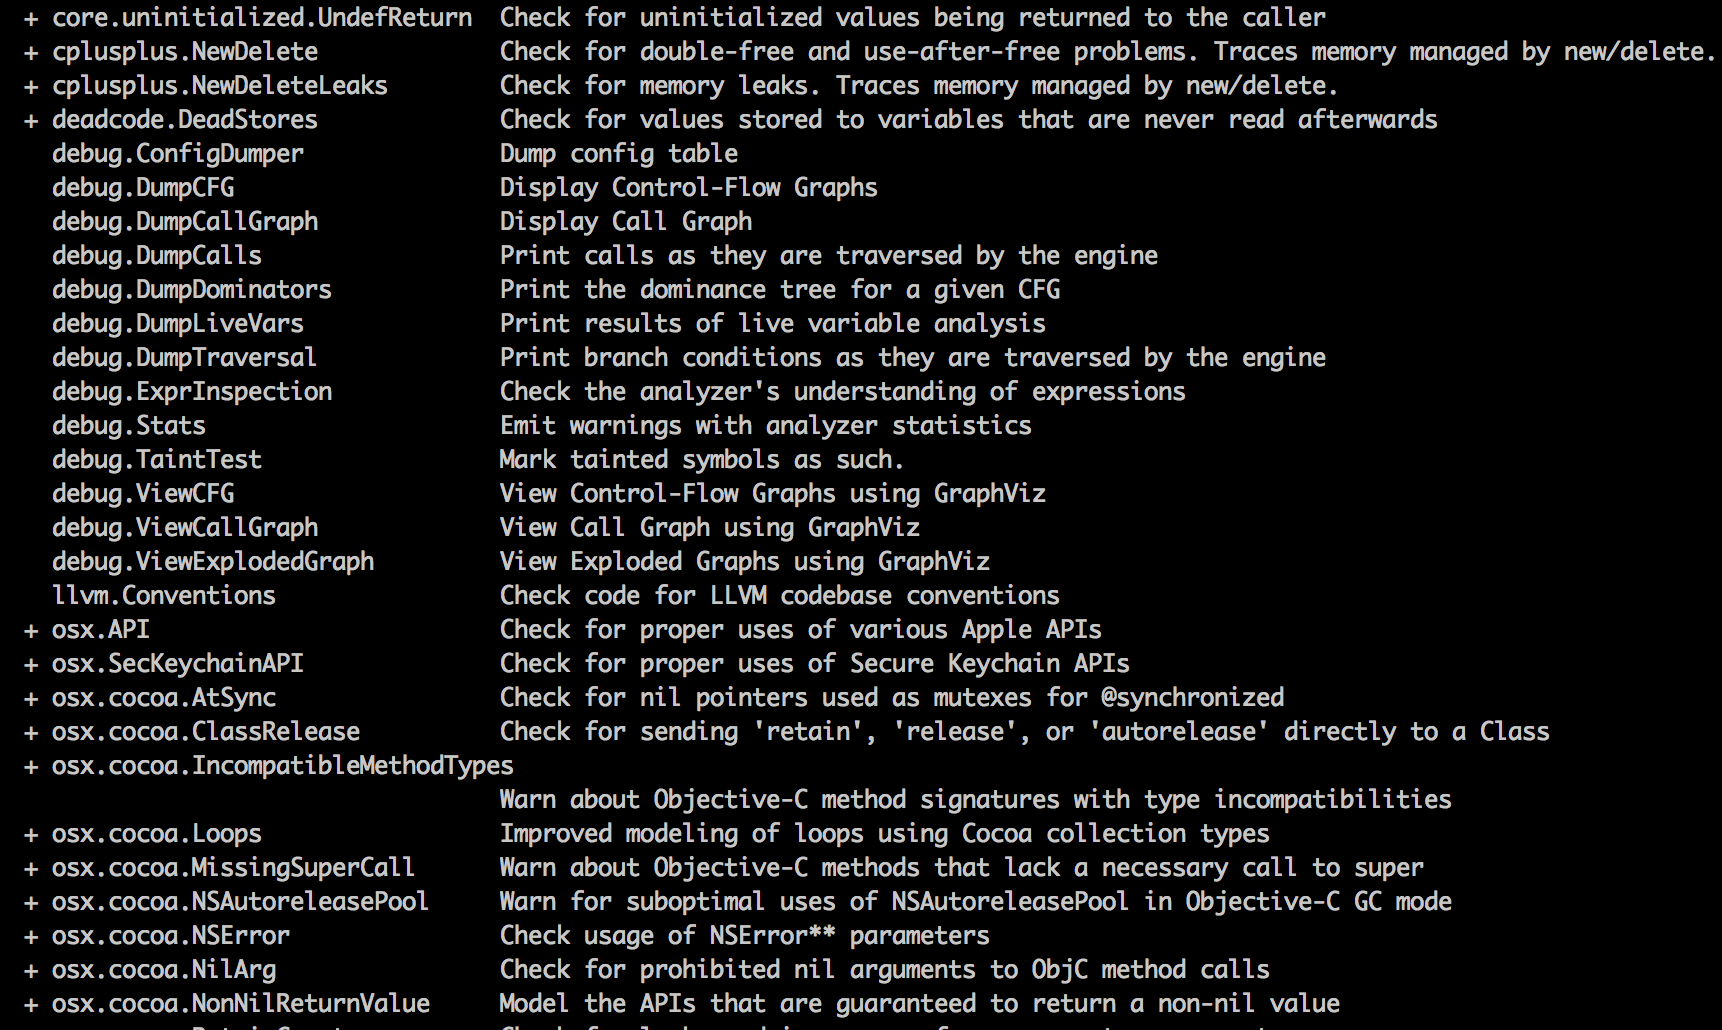 + core.uninitialized.UndefReturn  Check for uninitialized values being returned to the caller
+ cplusplus.NewDelete             Check for double-free and use-after-free problems. Traces memory managed by new/delete.
+ cplusplus.NewDeleteLeaks        Check for memory leaks. Traces memory managed by new/delete.
+ deadcode.DeadStores             Check for values stored to variables that are never read afterwards
  debug.ConfigDumper              Dump config table
  debug.DumpCFG                   Display Control-Flow Graphs
  debug.DumpCallGraph             Display Call Graph
  debug.DumpCalls                 Print calls as they are traversed by the engine
  debug.DumpDominators            Print the dominance tree for a given CFG
  debug.DumpLiveVars              Print results of live variable analysis
  debug.DumpTraversal             Print branch conditions as they are traversed by the engine
  debug.ExprInspection            Check the analyzer's understanding of expressions
  debug.Stats                     Emit warnings with analyzer statistics
  debug.TaintTest                 Mark tainted symbols as such.
  debug.ViewCFG                   View Control-Flow Graphs using GraphViz
  debug.ViewCallGraph             View Call Graph using GraphViz
  debug.ViewExplodedGraph         View Exploded Graphs using GraphViz
  llvm.Conventions                Check code for LLVM codebase conventions
+ osx.API                         Check for proper uses of various Apple APIs
+ osx.SecKeychainAPI              Check for proper uses of Secure Keychain APIs
+ osx.cocoa.AtSync                Check for nil pointers used as mutexes for @synchronized
+ osx.cocoa.ClassRelease          Check for sending 'retain', 'release', or 'autorelease' directly to a Class
+ osx.cocoa.IncompatibleMethodTypes
                                  Warn about Objective-C method signatures with type incompatibilities
+ osx.cocoa.Loops                 Improved modeling of loops using Cocoa collection types
+ osx.cocoa.MissingSuperCall      Warn about Objective-C methods that lack a necessary call to super
+ osx.cocoa.NSAutoreleasePool     Warn for suboptimal uses of NSAutoreleasePool in Objective-C GC mode
+ osx.cocoa.NSError               Check usage of NSError** parameters
+ osx.cocoa.NilArg                Check for prohibited nil arguments to ObjC method calls
+ osx.cocoa.NonNilReturnValue     Model the APIs that are guaranteed to return a non-nil value